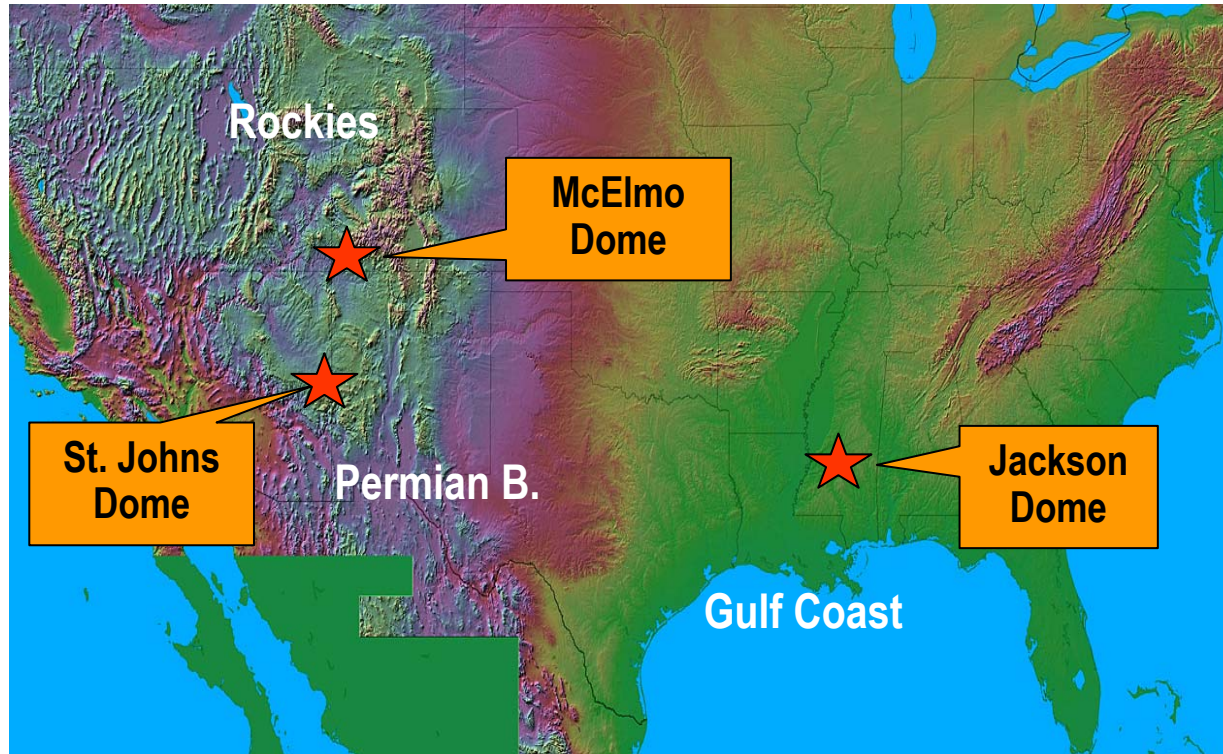 Rockies
McElmo
Dome
St. Johns
Dome
Permian B.
Jackson
Dome
Gulf Coast